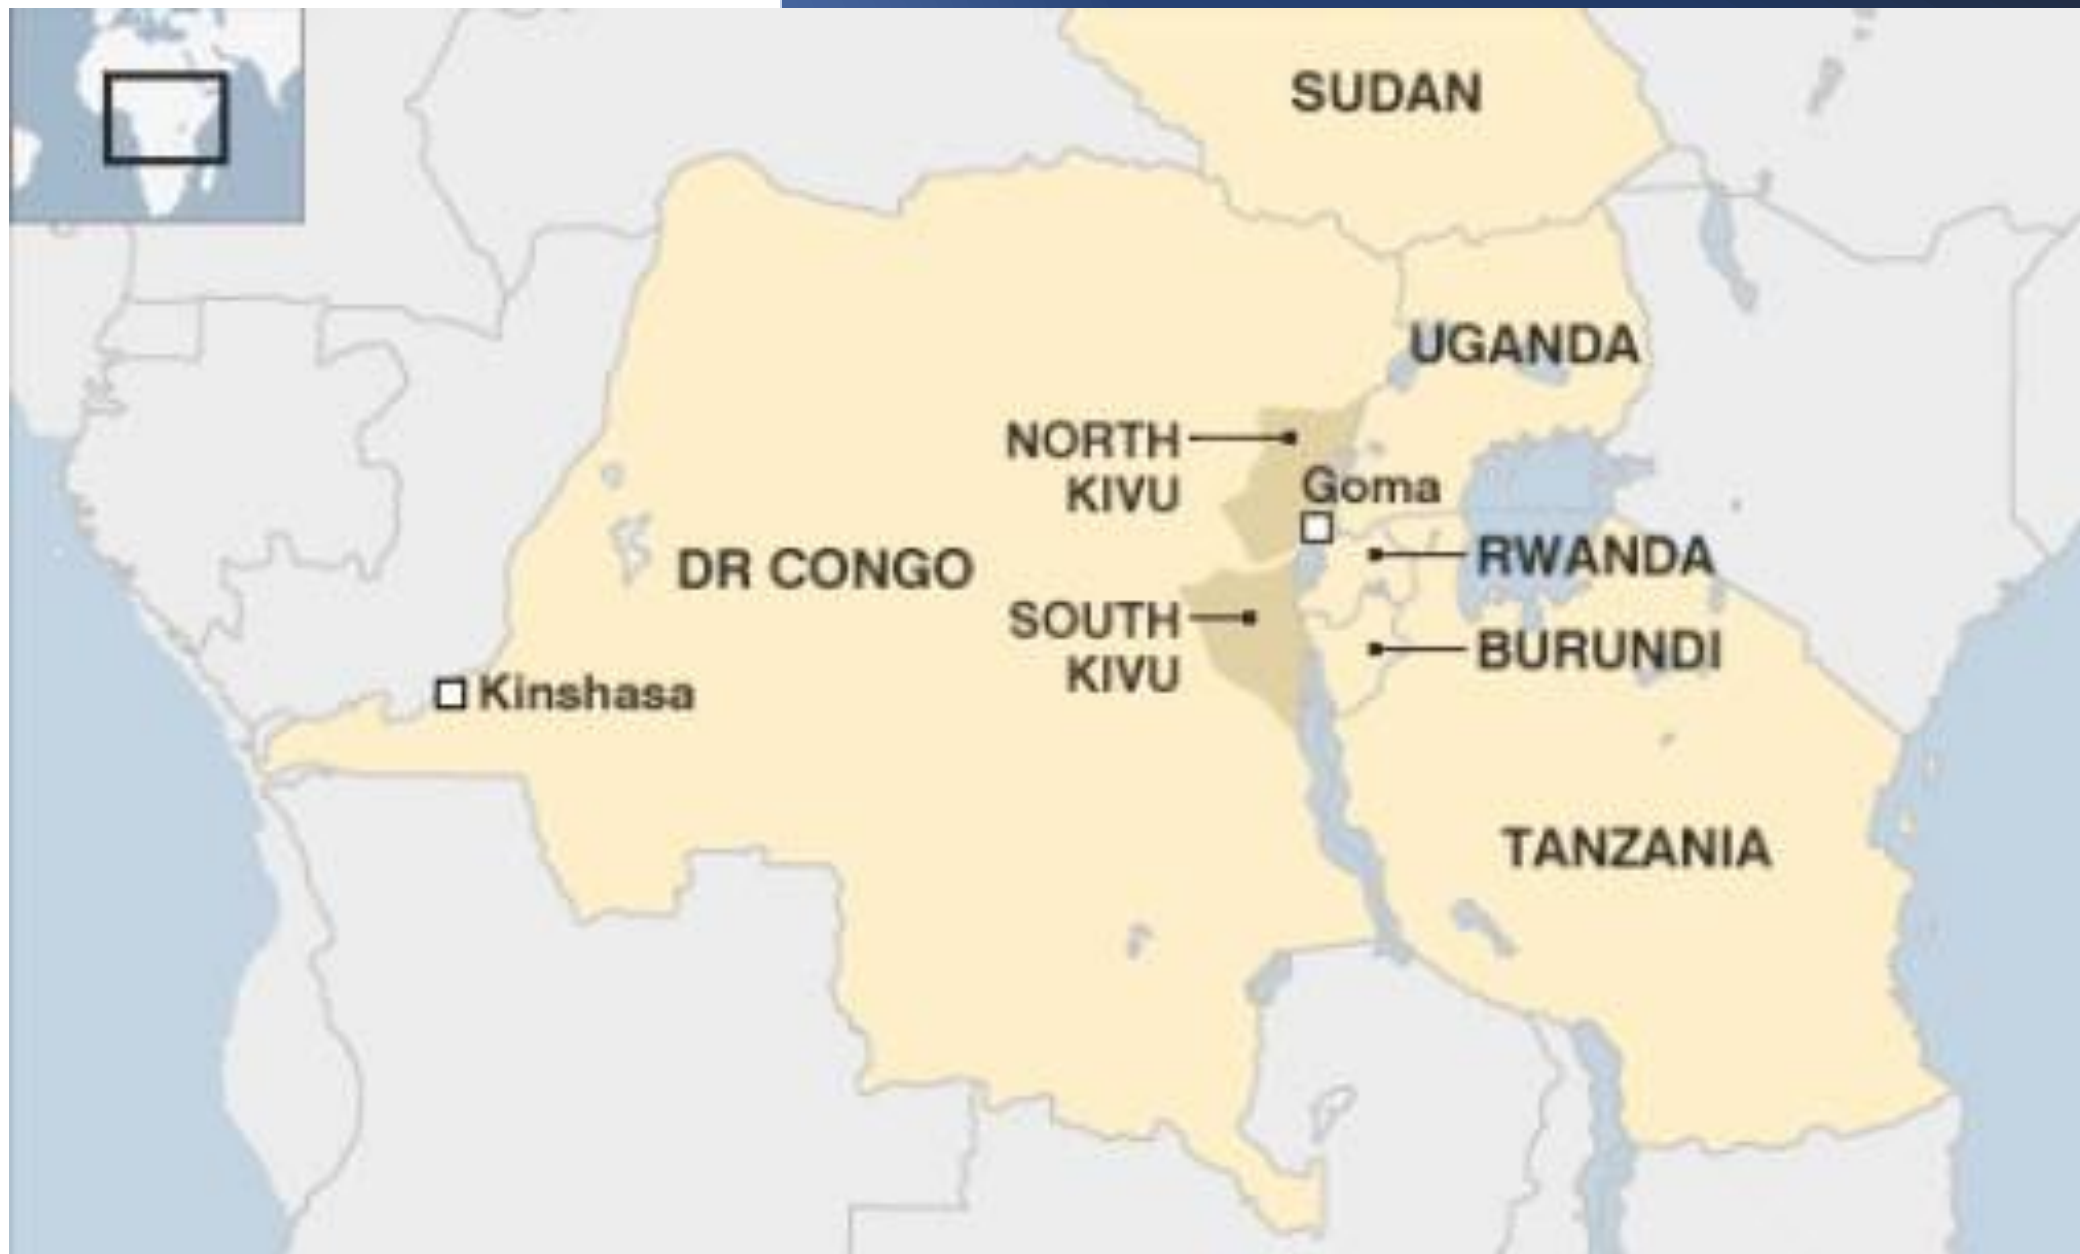 SUDAN
UGANDA
NORTH
KIVU
Goma
DR CONGO
RWANDA
SOUTH
KIVU
BURUNDI
Kinshasa
TANZANIA